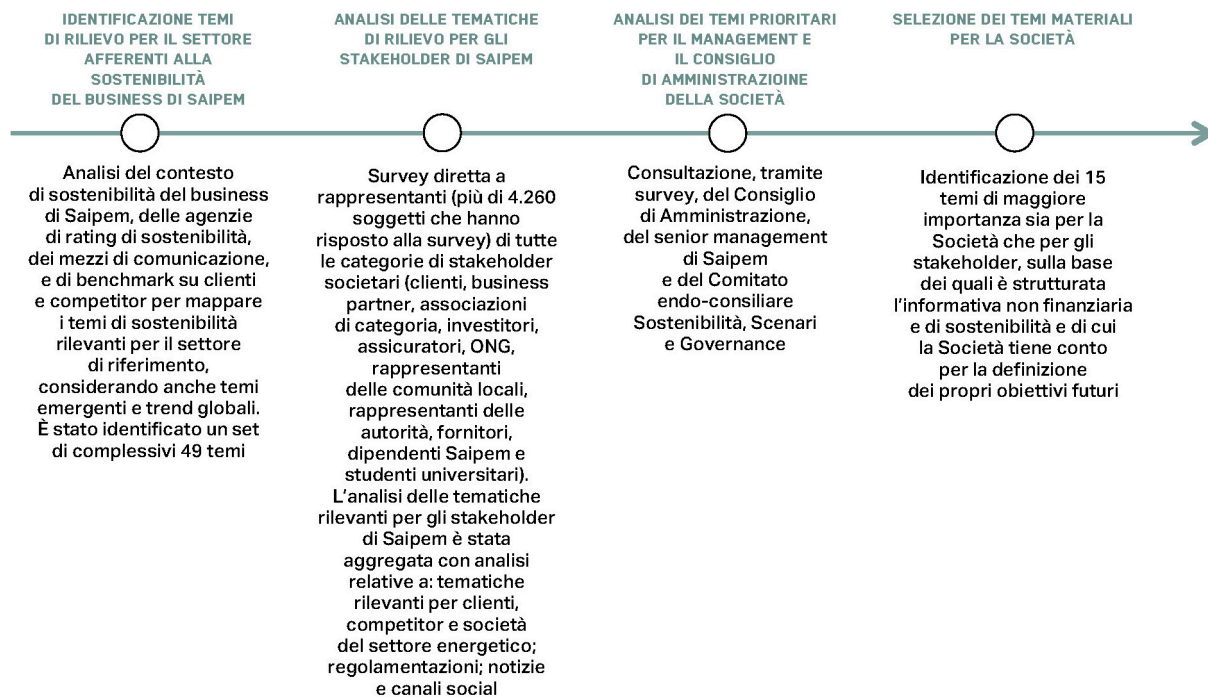 IDENTIFICAZIONE TEMI
DI RILIEVO PER IL SETTORE
AFFERENTI ALLA
SOSTENIBILITÀ
DEL BUSINESS DI SAIPEM
Analisi del contesto
di sostenibilità del business
di Saipem, delle agenzie
di rating di sostenibilità,
dei mezzi di comunicazione,
e di benchmark su clienti
e competitor per mappare
i temi di sostenibilità
rilevanti per il settore
di riferimento,
considerando anche temi
emergenti e trend globali.
È stato identificato un set
di complessivi 49 temi
ANALISI DELLE TEMATICHE
DI RILIEVO PER GLI
STAKEHOLDER DI SAIPEM
Survey diretta a
rappresentanti (più di 4.260
soggetti che hanno
risposto alla survey) di tutte
le categorie di stakeholder
societari (clienti, business
partner, associazioni
di categoria, investitori,
assicuratori, ONG,
rappresentanti
delle comunità locali,
rappresentanti delle
autorità, fornitori,
dipendenti Saipem e
studenti universitari).
L'analisi delle tematiche
rilevanti per gli stakeholder
di Saipem è stata
aggregata con analisi
relative a: tematiche
rilevanti per clienti,
competitor e società
del settore energetico;
regolamentazioni; notizie
e canali social
ANALISI DEI TEMI PRIORITARI
PER IL MANAGEMENT E
IL CONSIGLIO
DI AMMINISTRAZIOINE
DELLA SOCIETÀ
Consultazione, tramite
survey, del Consiglio
di Amministrazione,
del senior management
di Saipem
e del Comitato
endo-consiliare
Sostenibilità, Scenari
e Governance
SELEZIONE DEI TEMI MATERIALI
PER LA SOCIETÀ
Identificazione dei 15
temi di maggiore
importanza sia per la
Società che per gli
stakeholder, sulla base
dei quali è strutturata
l'informativa non finanziaria
e di sostenibilità e di cui
la Società tiene conto
per la definizione
dei propri obiettivi futuri